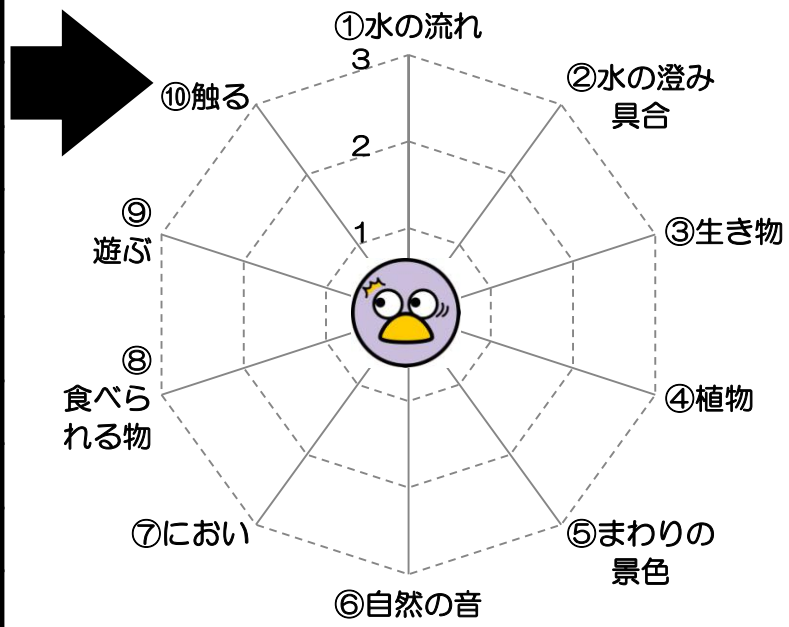 ①水の流れ
3
②水の澄み
具合
⑩触る
2
⑨
遊ぶ
1
③生き物
⑧
食べら
れる物
④植物
⑦におい
⑤まわりの
景色
⑥自然の音